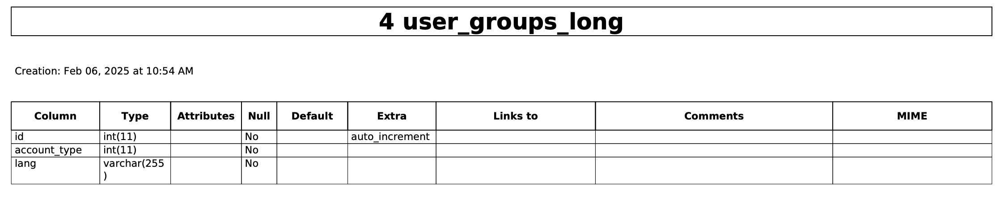 4 user_groups_long
Creation: Feb 06, 2025 at 10:54 AM
Column Type Attributes Null Default Extra Links to Comments MIME
id int(11) No auto_increment
account_type int(11) No
lang varchar(255 No
)